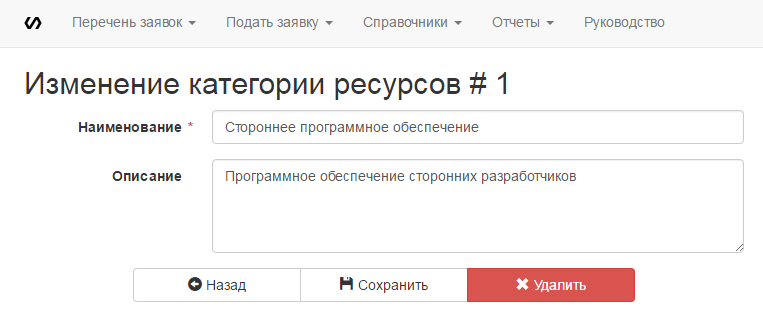 Перечень заявок Подать заявку Справочники Отчеты Руководство
Изменение категории ресурсов # 1
Наименование * Стороннее программное обеспечение
Описание Программное обеспечение сторонних разработчиков
Назад Сохранить Удалить